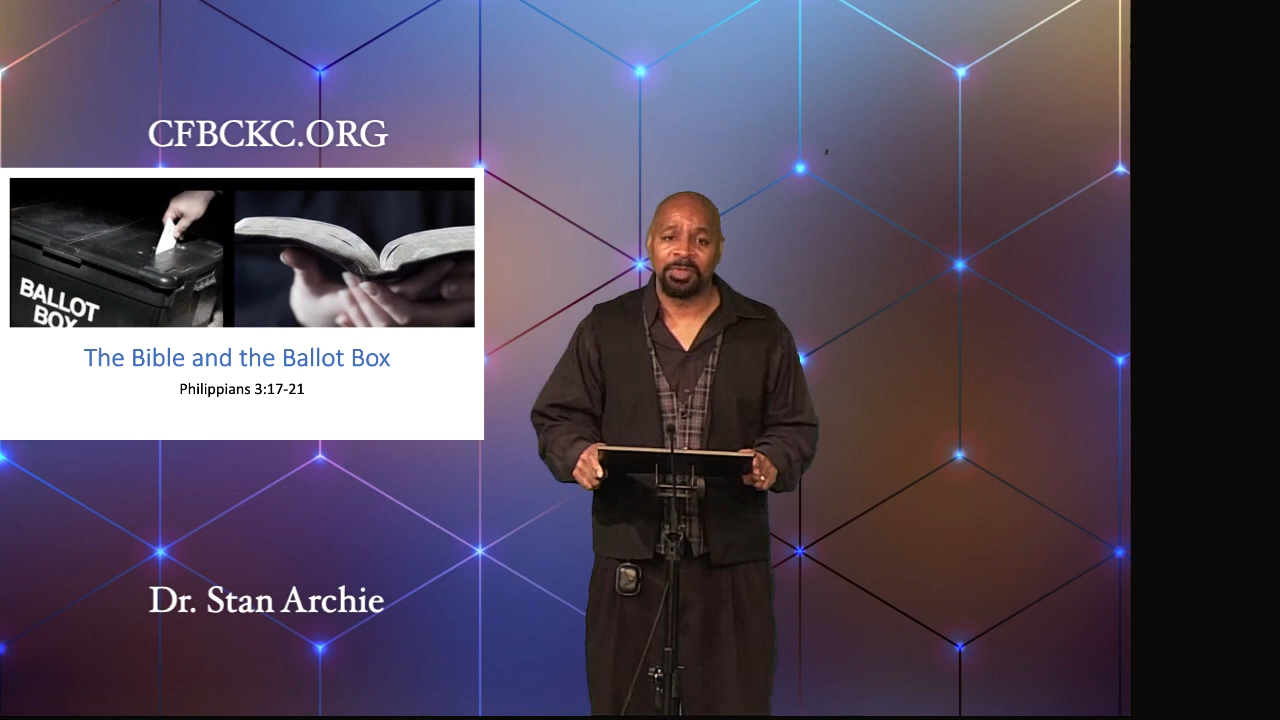 CFBCKC.ORG
BALLOT
BOX
The Bible and the Ballot Box
Philippians 3:17-21
Dr. Stan Archie